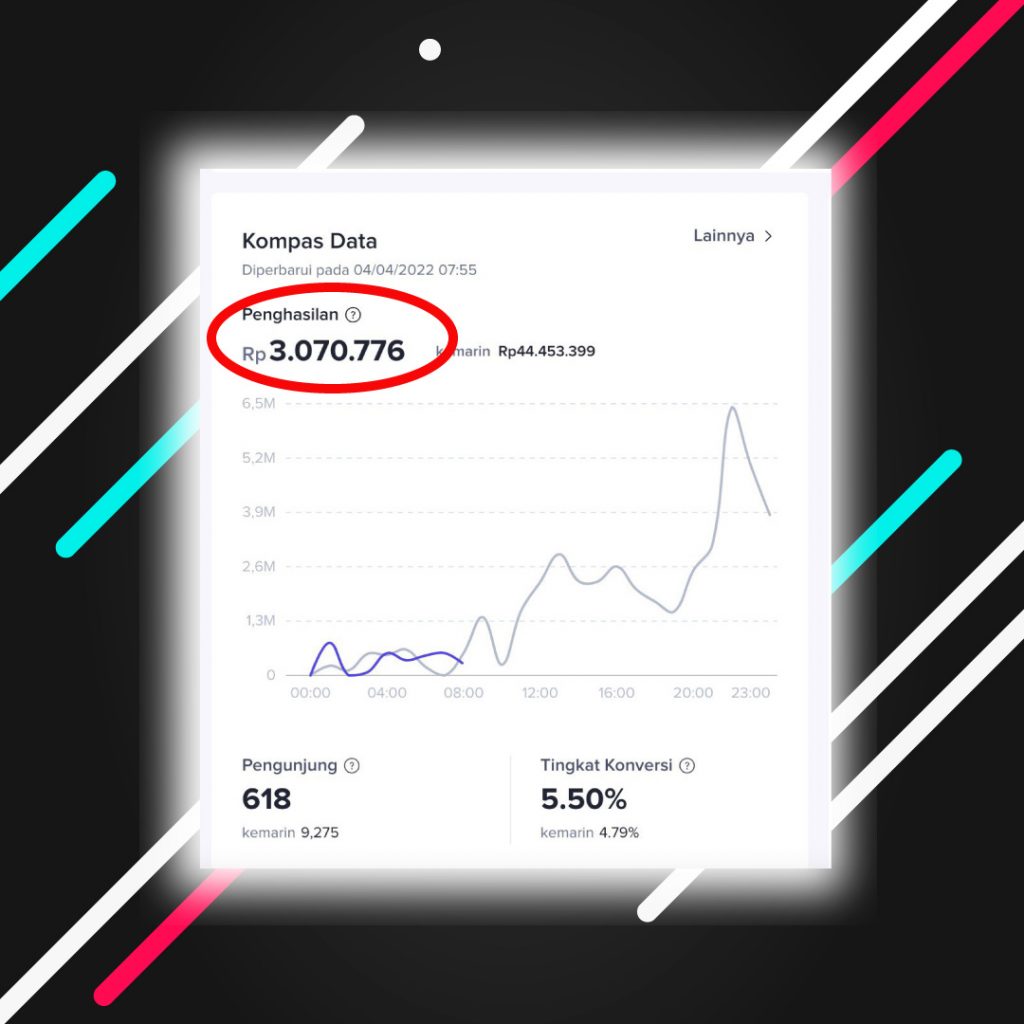 Kompas Data
Lainnya >
Diperbarui pada 04/04/2022 07:55
Penghasilan ?
Rp3.070.776 kemarin Rp44.453.399
6,5M
5,2M
3,9M
2,6M
1,3M
0
00:00 04:00 08:00 12:00 16:00 20:00 23:00
Pengunjung ?
618
kemarin 9,275
Tingkat Konversi ?
5.50%
kemarin 4.79%